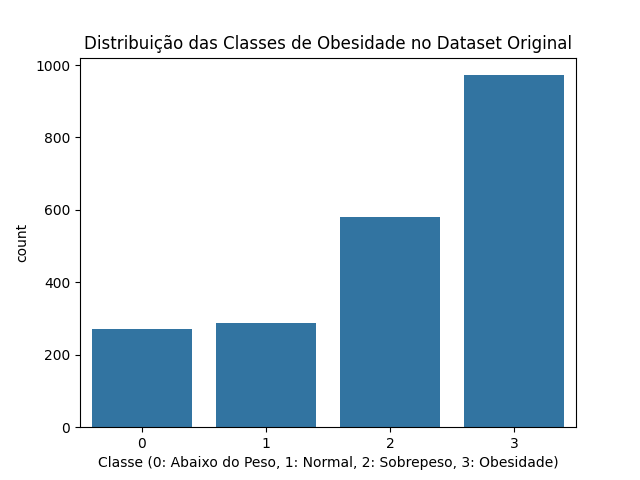 Distribuição das Classes de Obesidade no Dataset Original
1000
800
600
400
200
0
count
0 1 2 3
Classe (0: Abaixo do Peso, 1: Normal, 2: Sobrepeso, 3: Obesidade)